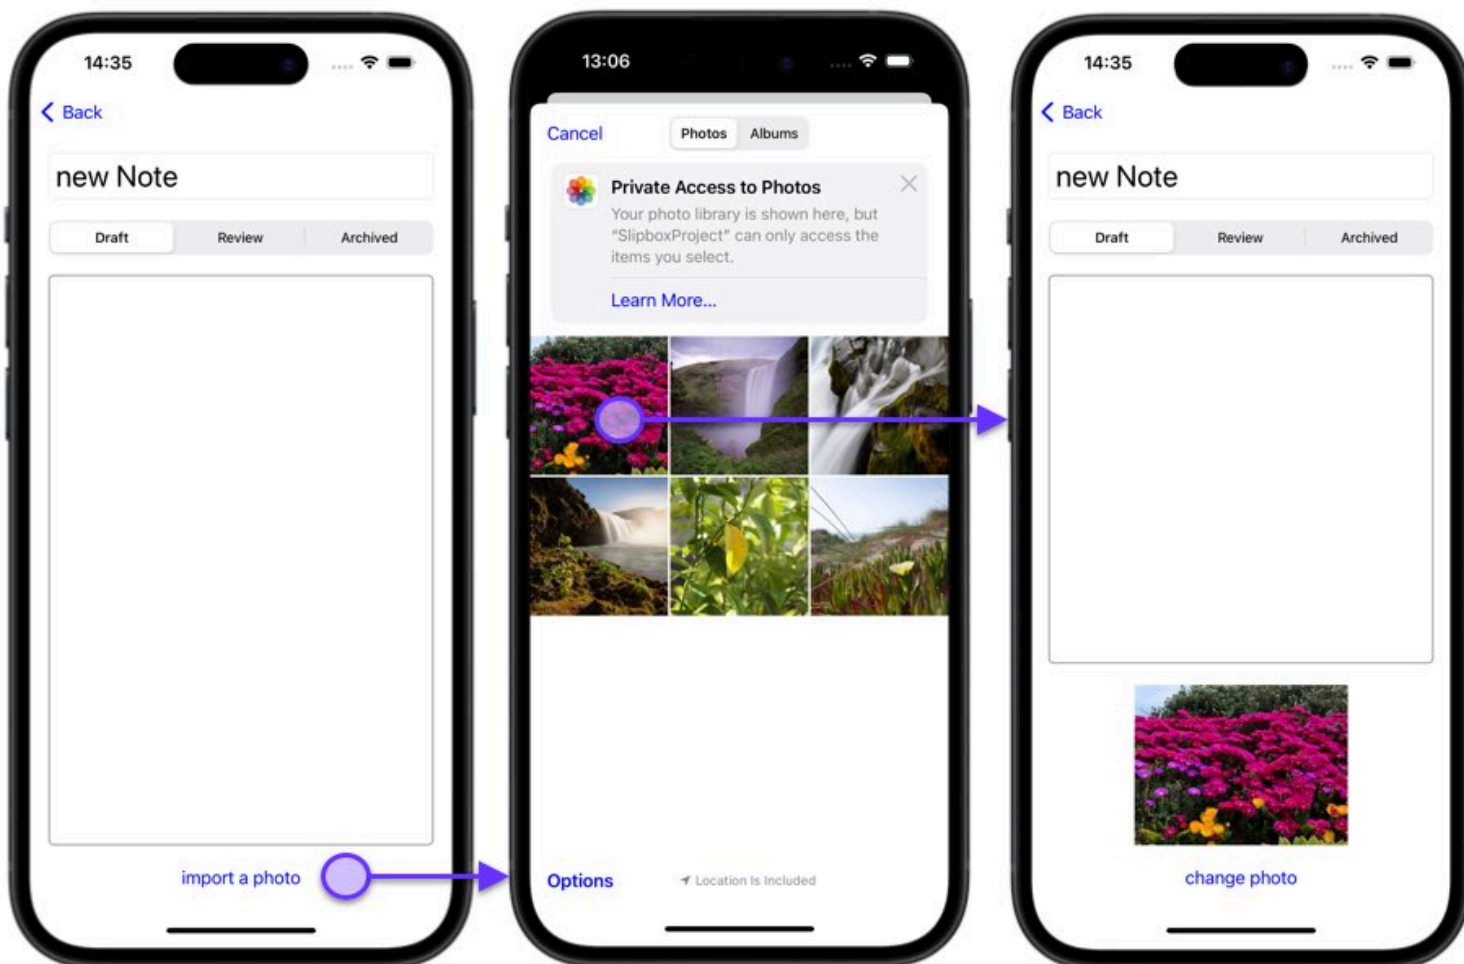 14:35
Back
new Note
Draft Review Archived
import a photo
13:06
Cancel Photos Albums
Private Access to Photos
Your photo library is shown here, but
“SlipboxProject” can only access the
items you select.
Learn More...
Options Location Is Included
14:35
Back
new Note
Draft Review Archived
change photo